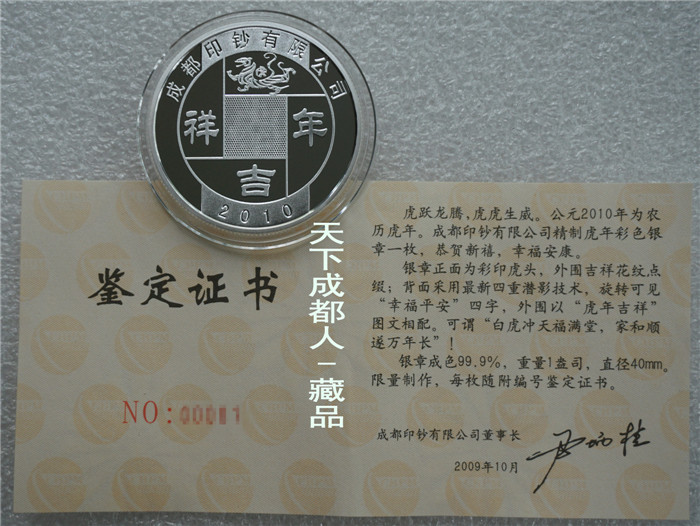 成都印钞有限公司
祥 年
吉
2010
鉴定证书
NO:
虎跃龙腾,虎虎生威。公元2010年为农
历虎年。成都印钞有限公司精制虎年彩色银
章一枚,恭贺新禧,幸福安康。
银章正面为彩印虎头,外围吉祥花纹点
缀;背面采用最新四重潜影技术,旋转可见
“幸福平安”四字,外围以“虎年吉祥”
图文相配。可谓“白虎冲天福满堂,家和顺
遂万年长”!
银章成色99.9%,重量1盎司,直径40mm。
限量制作,每枚随附编号鉴定证书。
成都印钞有限公司董事长
2009年10月
天下成都人-藏品